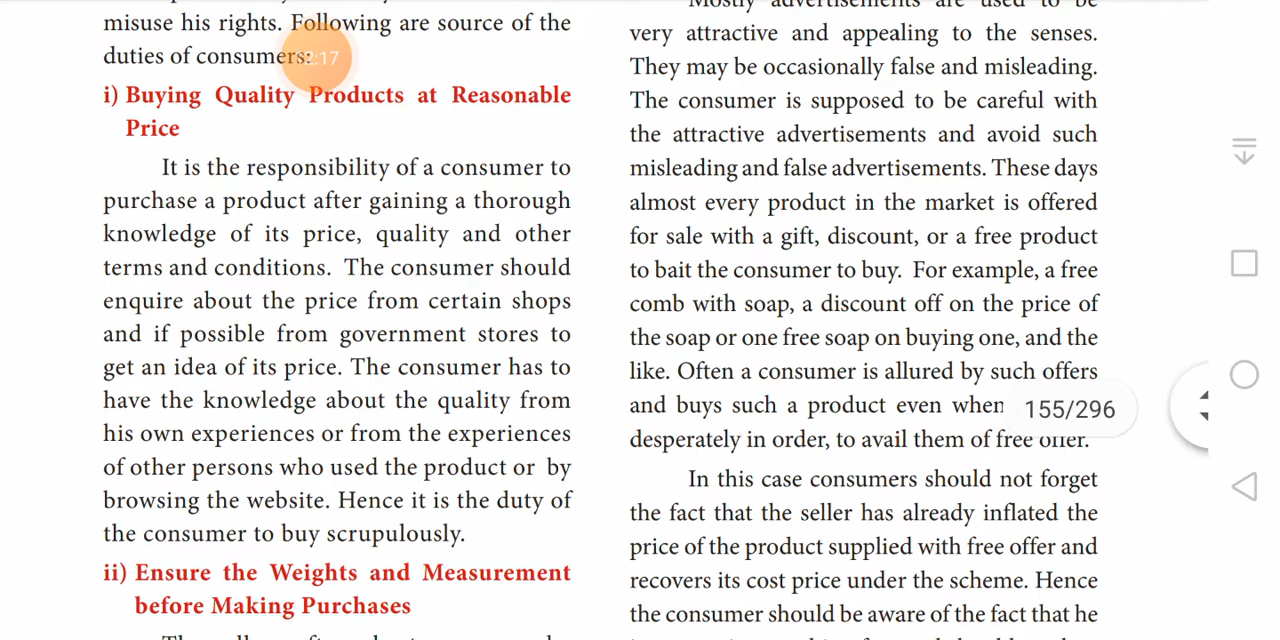 misuse his rights. Following are source of the
duties of consumers:
02:17
i) Buying Quality Products at Reasonable
Price
It is the responsibility of a consumer to
purchase a product after gaining a thorough
knowledge of its price, quality and other
terms and conditions. The consumer should
enquire about the price from certain shops
and if possible from government stores to
get an idea of its price. The consumer has to
have the knowledge about the quality from
his own experiences or from the experiences
of other persons who used the product or by
browsing the website. Hence it is the duty of
the consumer to buy scrupulously.
ii) Ensure the Weights and Measurement
before Making Purchases
Mostly advertisements are used to be
very attractive and appealing to the senses.
They may be occasionally false and misleading.
The consumer is supposed to be careful with
the attractive advertisements and avoid such
misleading and false advertisements. These days
almost every product in the market is offered
for sale with a gift, discount, or a free product
to bait the consumer to buy. For example, a free
comb with soap, a discount off on the price of
the soap or one free soap on buying one, and the
like. Often a consumer is allured by such offers
and buys such a product even when
155/296
desperately in order, to avail them of free offer.
In this case consumers should not forget
the fact that the seller has already inflated the
price of the product supplied with free offer and
recovers its cost price under the scheme. Hence
the consumer should be aware of the fact that he